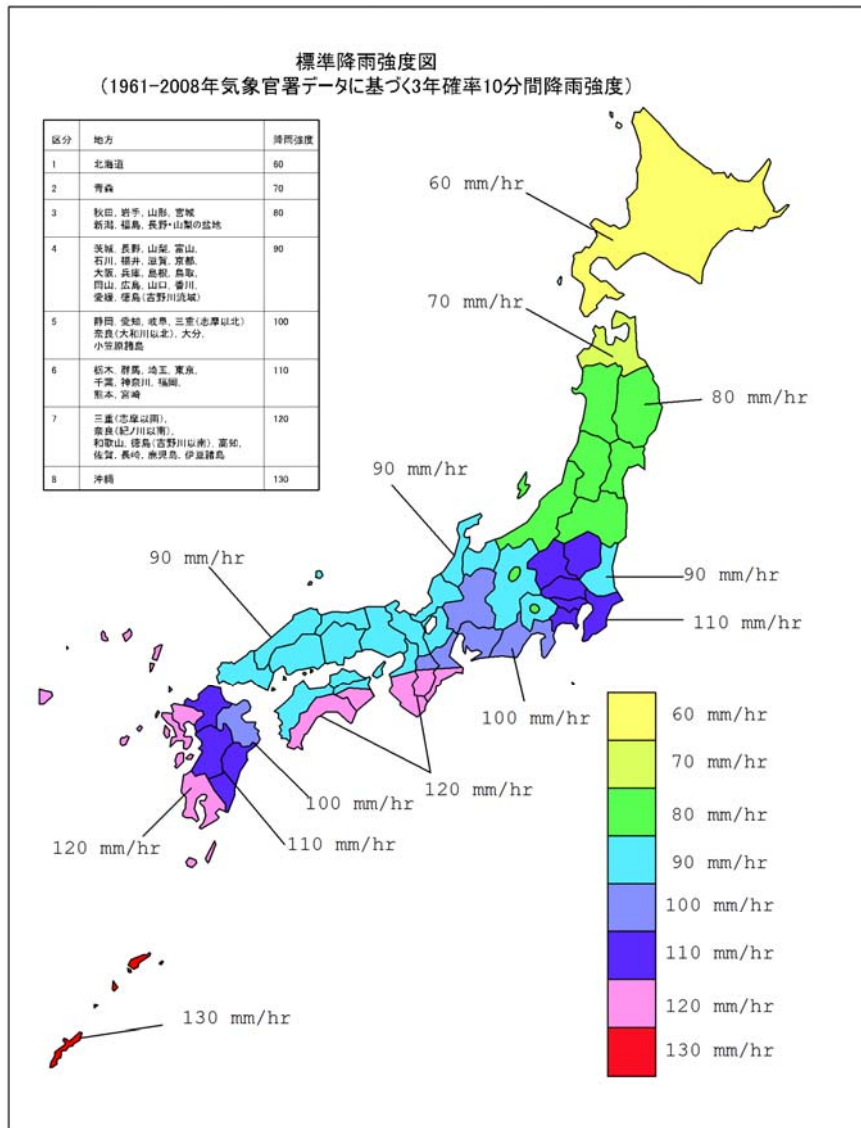 標準降雨強度図
(1961-2008年気象官署データに基づく3年確率10分間降雨強度)
区分 地方 降雨強度
1 北海道 60
2 青森 70
3 秋田, 岩手, 山形, 宮城 80
新潟, 福島, 長野・山梨の盆地
4 茨城, 長野, 山梨, 富山, 90
石川, 福井, 滋賀, 京都,
大阪, 兵庫, 島根, 鳥取,
岡山, 広島, 山口, 香川,
愛媛, 徳島(吉野川流域)
5 静岡, 愛知, 岐阜, 三重(志摩以北) 100
奈良(大和川以北), 大分,
小笠原諸島
6 栃木, 群馬, 埼玉, 東京, 110
千葉, 神奈川, 福岡,
熊本, 宮崎
7 三重(志摩以南), 120
奈良(紀ノ川以南),
和歌山, 徳島(吉野川以南), 高知,
佐賀, 長崎, 鹿児島, 伊豆諸島
8 沖縄 130
60 mm/hr
70 mm/hr
80 mm/hr
90 mm/hr
90 mm/hr
90 mm/hr
110 mm/hr
100 mm/hr
120 mm/hr
100 mm/hr
110 mm/hr
120 mm/hr
130 mm/hr
60 mm/hr
70 mm/hr
80 mm/hr
90 mm/hr
100 mm/hr
110 mm/hr
120 mm/hr
130 mm/hr